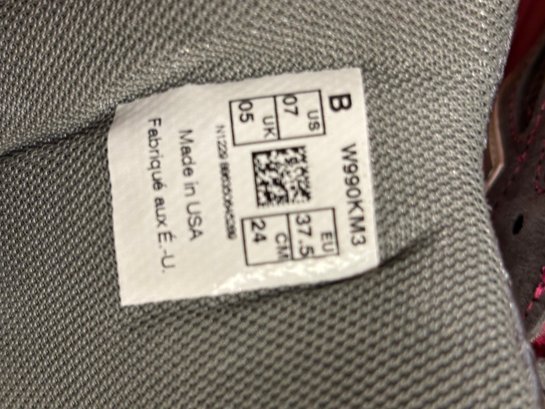 B W990KM3
US EU
07 37.5
UK CM
05 24
Made in USA
Fabriqué aux É.-U.